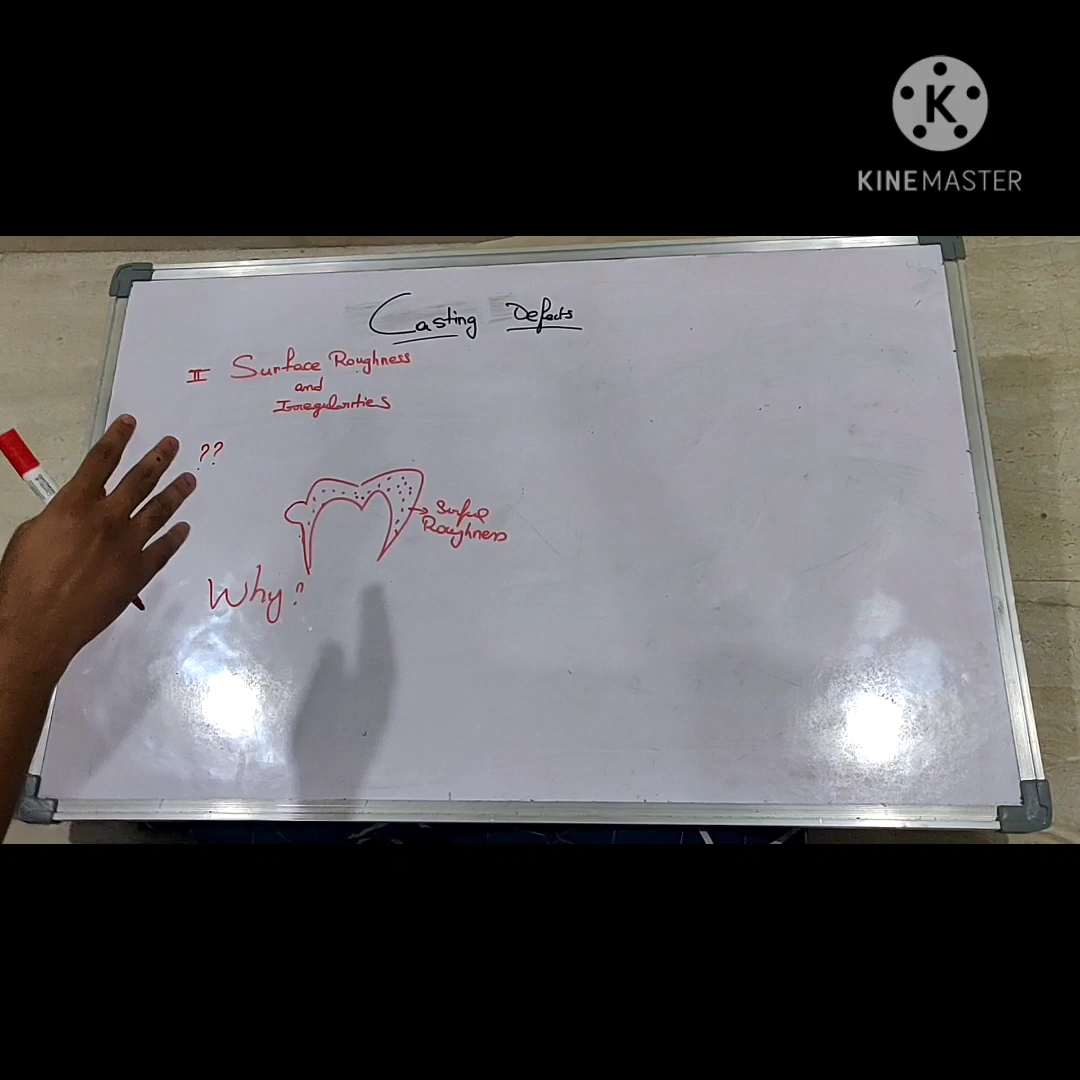 K
KINEMASTER
Casting Defects
II Surface Roughness
and
Irregularities
??
Surface
Roughness
Why?